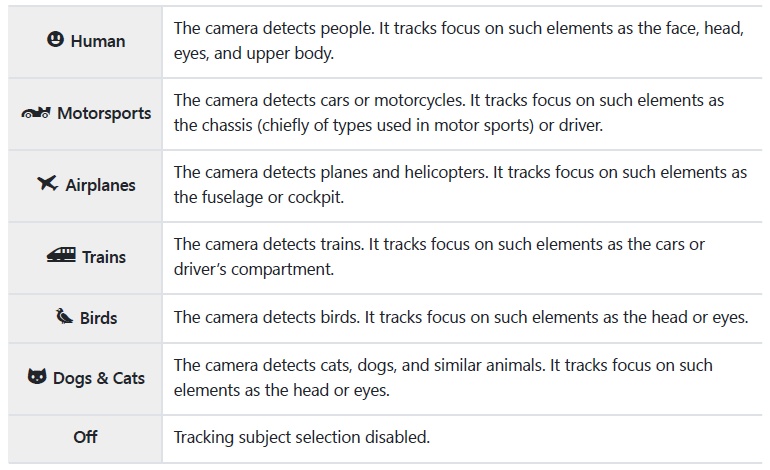 Human
The camera detects people. It tracks focus on such elements as the face, head,
eyes, and upper body.
Motorsports
The camera detects cars or motorcycles. It tracks focus on such elements as
the chassis (chiefly of types used in motor sports) or driver.
Airplanes
The camera detects planes and helicopters. It tracks focus on such elements as
the fuselage or cockpit.
Trains
The camera detects trains. It tracks focus on such elements as the cars or
driver’s compartment.
Birds
The camera detects birds. It tracks focus on such elements as the head or eyes.
Dogs & Cats
The camera detects cats, dogs, and similar animals. It tracks focus on such
elements as the head or eyes.
Off
Tracking subject selection disabled.